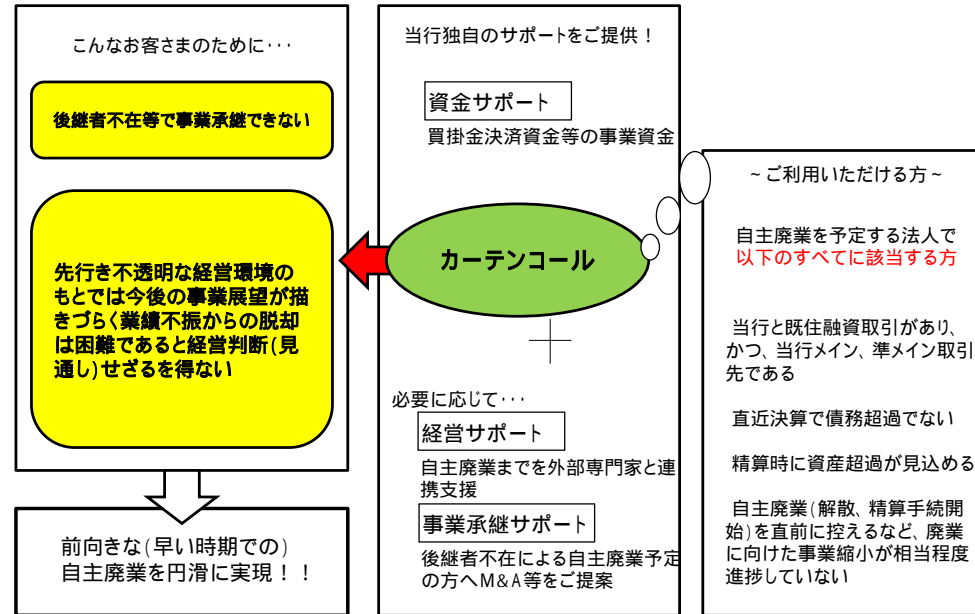 こんなお客さまのために･･･
後継者不在等で事業承継できない
先行き不透明な経営環境の
もとでは今後の事業展望が描
きづらく業績不振からの脱却
は困難であると経営判断(見
通し)せざるを得ない
前向きな(早い時期での)
自主廃業を円滑に実現！！
当行独自のサポートをご提供！
資金サポート
買掛金決済資金等の事業資金
カーテンコール
必要に応じて･･･
経営サポート
自主廃業までを外部専門家と連
携支援
事業承継サポート
後継者不在による自主廃業予定
の方へM&A等をご提案
~ご利用いただける方~
自主廃業を予定する法人で
以下のすべてに該当する方
当行と既住融資取引があり、
かつ、当行メイン、準メイン取引
先である
直近決算で債務超過でない
精算時に資産超過が見込める
自主廃業(解散、精算手続開
始)を直前に控えるなど、廃業
に向けた事業縮小が相当程度
進捗していない